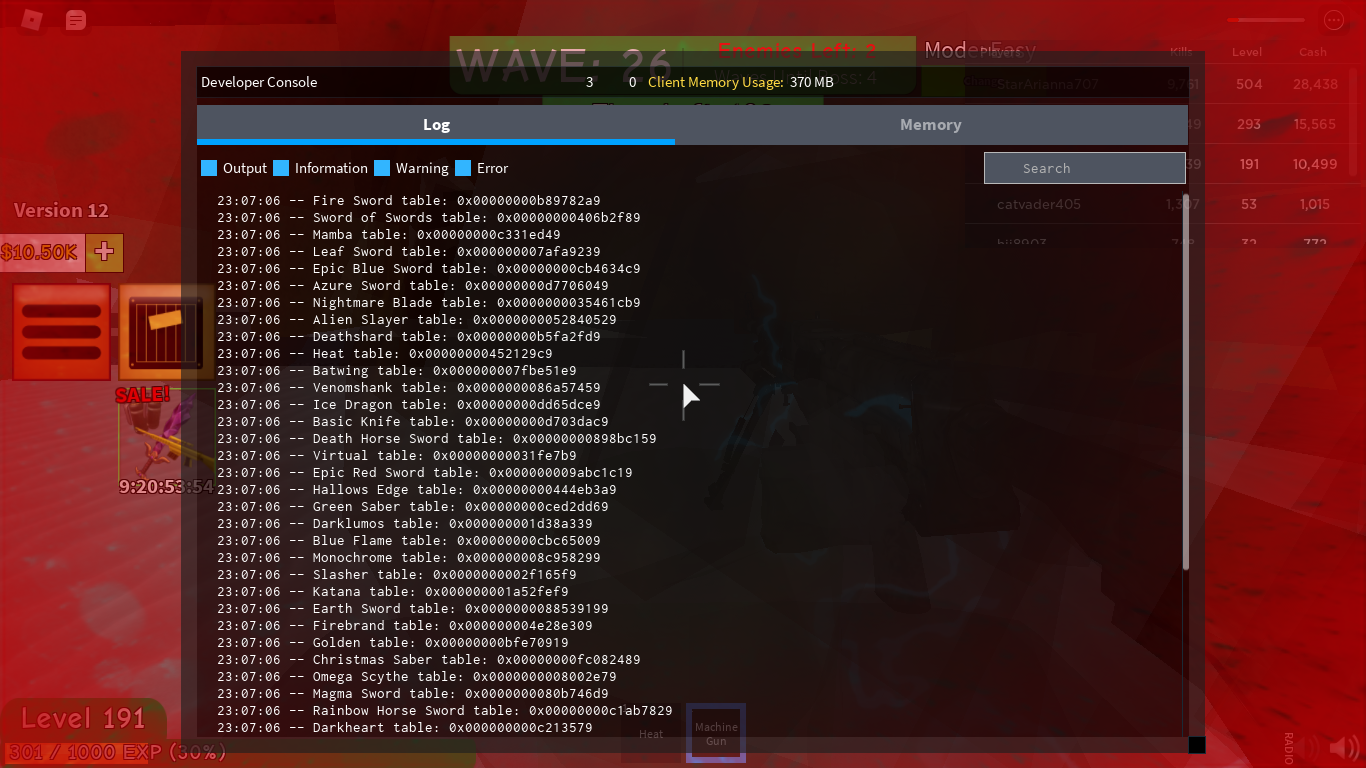 WAVE: 26
Enemies Left: 2
Mode: Easy
Players
Kills
Level
Cash
Developer Console
3
0
Client Memory Usage: 370 MB
StarArianna707
9,761
504
28,438
Log
Memory
293
15,565
Output
Information
Warning
Error
Search
191
10,499
catvader405
53
1,015
Version 12
$10.50K
+
SALE!
9:20:53:54
23:07:06 -- Fire Sword table: 0x00000000b89782a9
23:07:06 -- Sword of Swords table: 0x00000000406b2f89
23:07:06 -- Mamba table: 0x00000000c331ed49
23:07:06 -- Leaf Sword table: 0x000000007afa9239
23:07:06 -- Epic Blue Sword table: 0x00000000cb4634c9
23:07:06 -- Azure Sword table: 0x00000000d7706049
23:07:06 -- Nightmare Blade table: 0x0000000035461cb9
23:07:06 -- Alien Slayer table: 0x0000000052840529
23:07:06 -- Deathshard table: 0x00000000b5fa2fd9
23:07:06 -- Heat table: 0x00000000452129c9
23:07:06 -- Batwing table: 0x000000007fbe51e9
23:07:06 -- Venomshank table: 0x0000000086a57459
23:07:06 -- Ice Dragon table: 0x00000000dd65dce9
23:07:06 -- Basic Knife table: 0x00000000d703dac9
23:07:06 -- Death Horse Sword table: 0x00000000898bc159
23:07:06 -- Virtual table: 0x0000000031fe7b9
23:07:06 -- Epic Red Sword table: 0x000000009abc1c19
23:07:06 -- Hallows Edge table: 0x00000000444eb3a9
23:07:06 -- Green Saber table: 0x00000000ced2dd69
23:07:06 -- Darklumos table: 0x000000001d38a339
23:07:06 -- Blue Flame table: 0x00000000cbc65009
23:07:06 -- Monochrome table: 0x000000008c958299
23:07:06 -- Slasher table: 0x0000000002f165f9
23:07:06 -- Katana table: 0x000000001a52fef9
23:07:06 -- Earth Sword table: 0x0000000088539199
23:07:06 -- Firebrand table: 0x000000004e28e309
23:07:06 -- Golden table: 0x00000000bfe70919
23:07:06 -- Christmas Saber table: 0x00000000fc082489
23:07:06 -- Omega Scythe table: 0x0000000008002e79
23:07:06 -- Magma Sword table: 0x0000000080b746d9
23:07:06 -- Rainbow Horse Sword table: 0x00000000c1ab7829
23:07:06 -- Darkheart table: 0x000000000c213579
Level 191
301 / 1000 EXP (30%)
Heat
Machine
Gun
RADIO